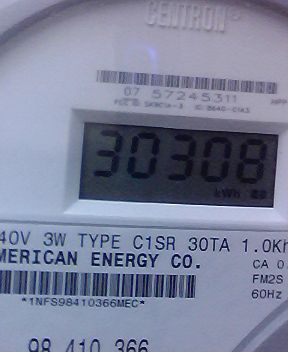 CENTRON®
07 57245311
30308
kWh
40V 3W TYPE C1SR 30TA 1.0Kh
MERICAN ENERGY CO.
CA 0.
*1NFS98410366MEC*
FM2S
60Hz
98 410 366